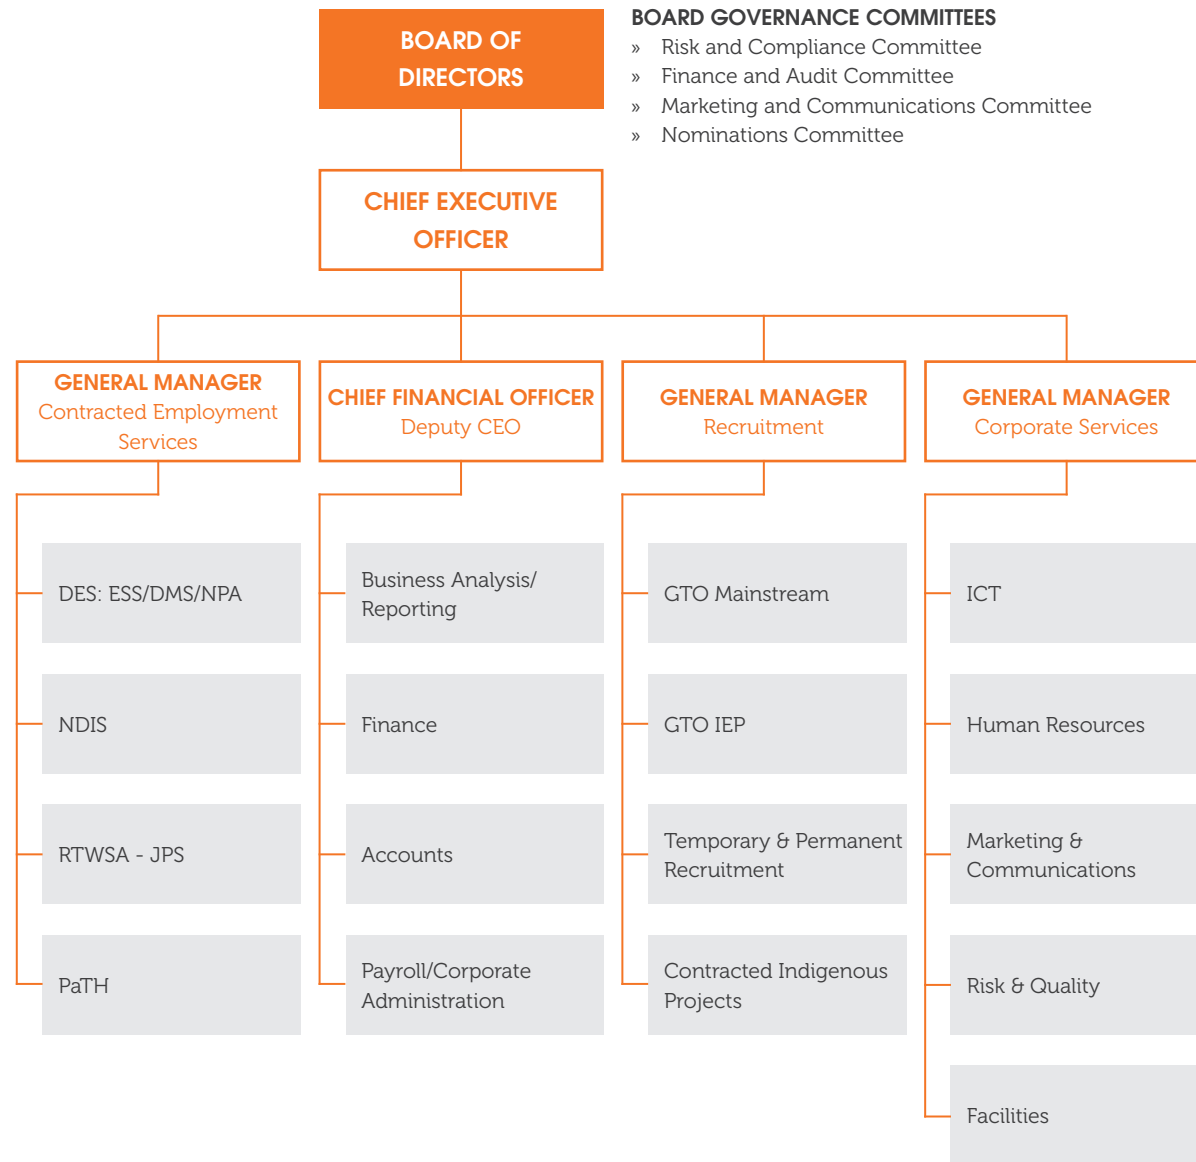 BOARD OF
DIRECTORS
BOARD GOVERNANCE COMMITTEES
» Risk and Compliance Committee
» Finance and Audit Committee
» Marketing and Communications Committee
» Nominations Committee
CHIEF EXECUTIVE
OFFICER
GENERAL MANAGER
Contracted Employment
Services
CHIEF FINANCIAL OFFICER
Deputy CEO
GENERAL MANAGER
Recruitment
GENERAL MANAGER
Corporate Services
DES: ESS/DMS/NPA
NDIS
RTWSA - JPS
PaTH
Business Analysis/
Reporting
Finance
Accounts
Payroll/Corporate
Administration
GTO Mainstream
GTO IEP
Temporary & Permanent
Recruitment
Contracted Indigenous
Projects
ICT
Human Resources
Marketing &
Communications
Risk & Quality
Facilities